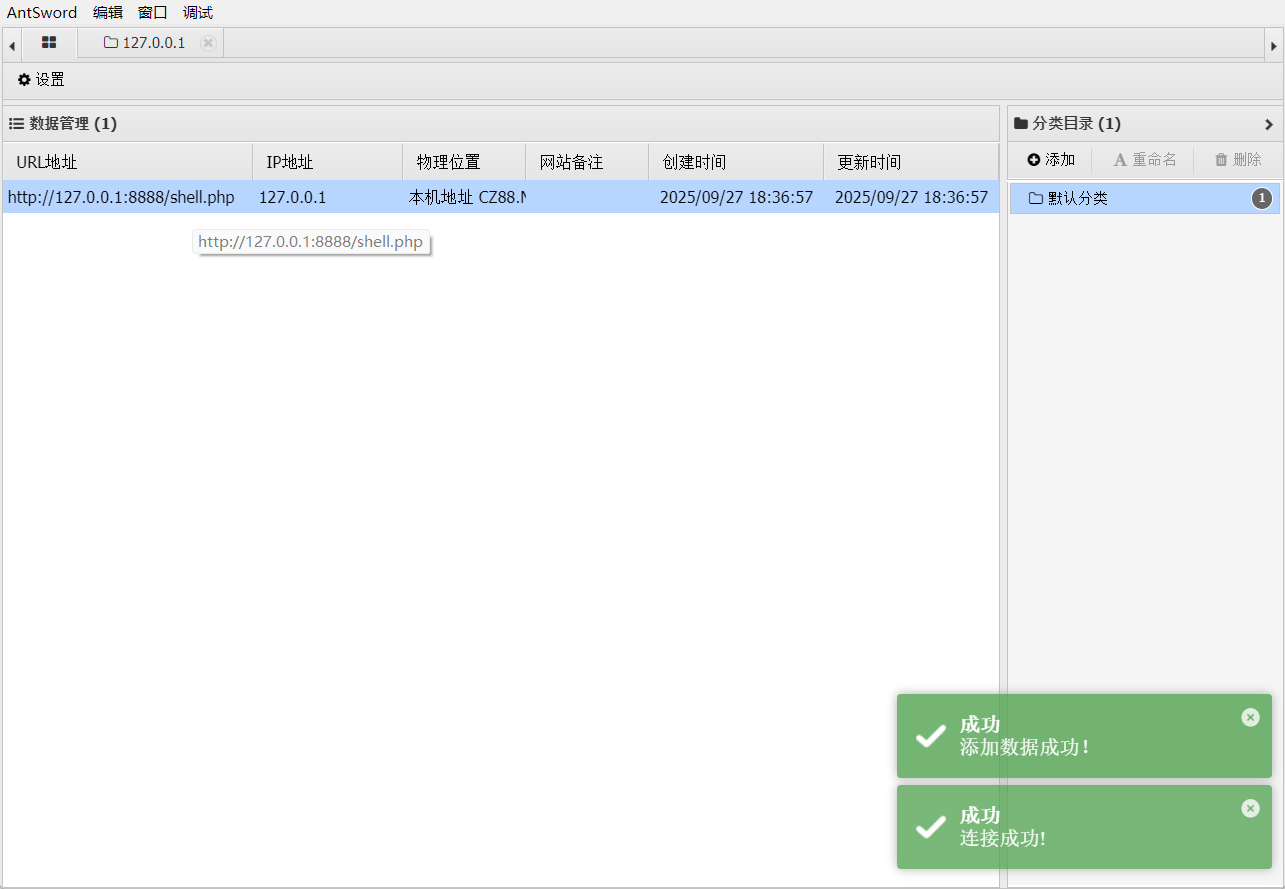 AntSword 编辑 窗口 调试
127.0.0.1
设置
数据管理 (1)
URL地址 IP地址 物理位置 网站备注 创建时间 更新时间
http://127.0.0.1:8888/shell.php 127.0.0.1 本机地址 CZ88.N 2025/09/27 18:36:57 2025/09/27 18:36:57
http://127.0.0.1:8888/shell.php
分类目录 (1)
添加 A 重命名 删除
默认分类 1
成功
添加数据成功!
成功
连接成功!